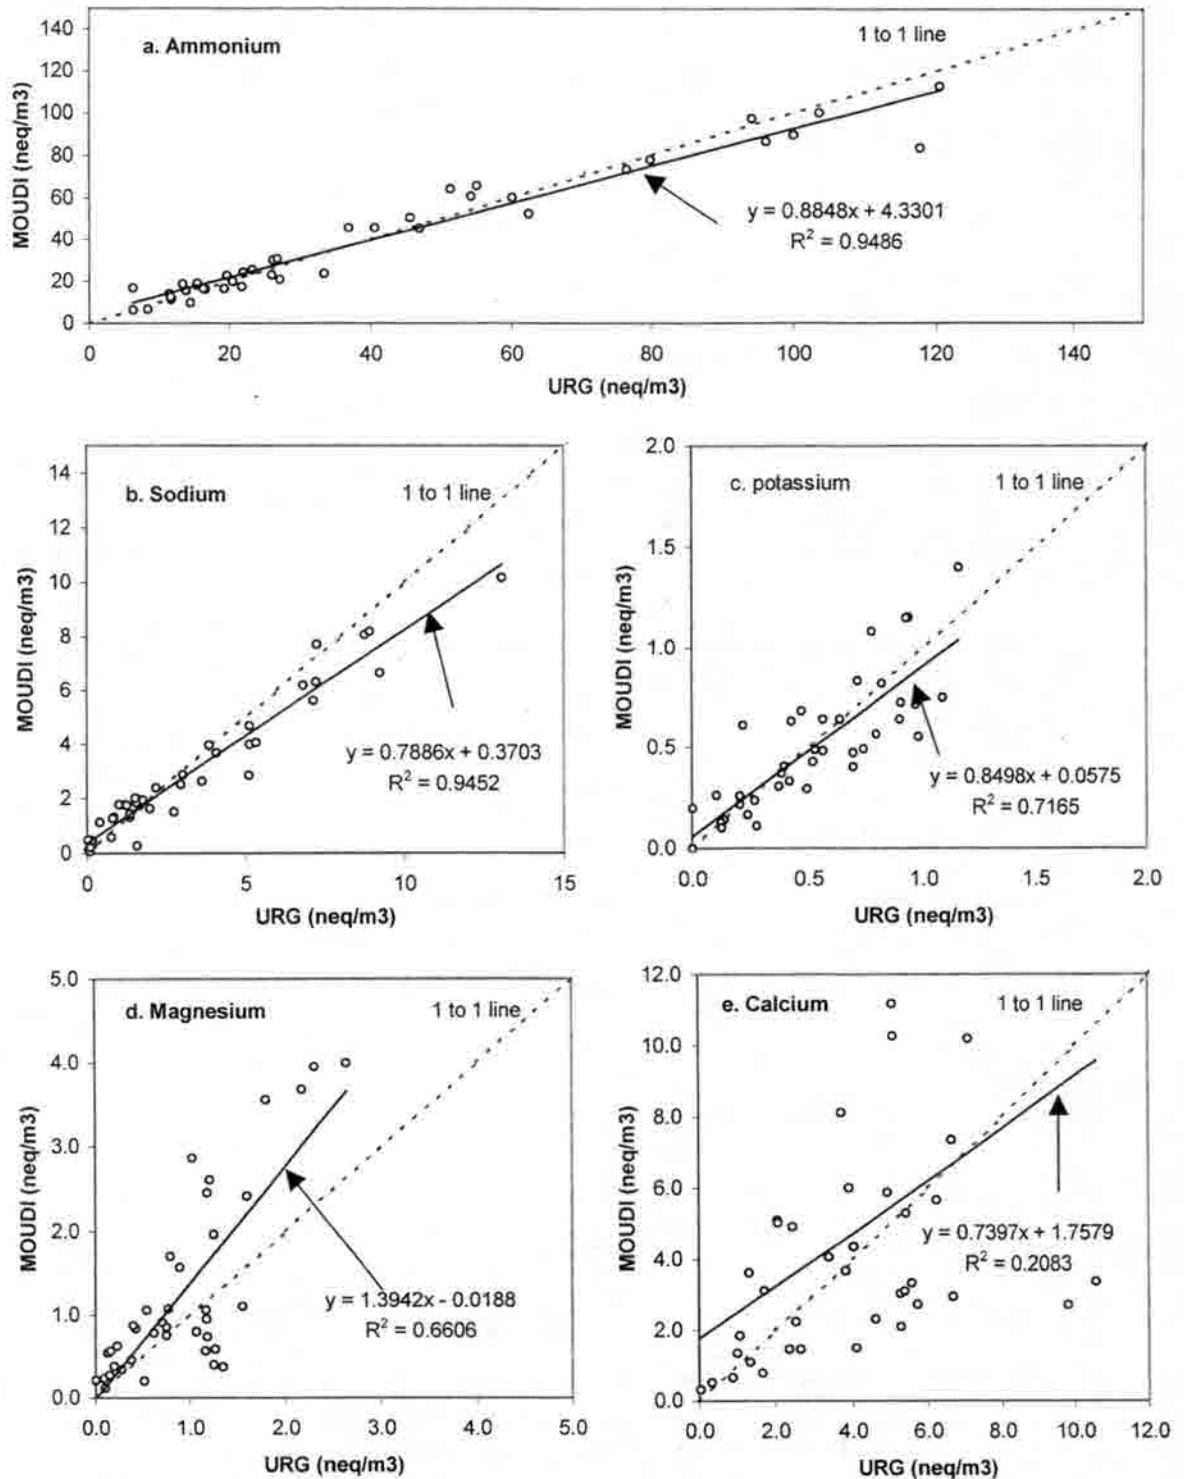 a. Ammonium
1 to 1 line
140
120
100
80
60
40
20
0
MOUDI (neq/m3)
y = 0.8848x + 4.3301
R² = 0.9486
0 20 40 60 80 100 120 140
URG (neq/m3)
b. Sodium
1 to 1 line
14
12
10
8
6
4
2
0
MOUDI (neq/m3)
y = 0.7886x + 0.3703
R² = 0.9452
0 5 10 15
URG (neq/m3)
c. potassium
1 to 1 line
2.0
1.5
1.0
0.5
0.0
MOUDI (neq/m3)
y = 0.8498x + 0.0575
R² = 0.7165
0.0 0.5 1.0 2.0
URG (neq/m3)
d. Magnesium
1 to 1 line
5.0
4.0
3.0
2.0
1.0
0.0
MOUDI (neq/m3)
y = 1.3942x - 0.0188
R² = 0.6606
0.0 1.0 2.0 3.0 4.0 5.0
URG (neq/m3)
e. Calcium
1 to 1 line
12.0
10.0
8.0
6.0
4.0
2.0
0.0
MOUDI (neq/m3)
y = 0.7397x + 1.7579
R² = 0.2083
0.0 2.0 4.0 6.0 8.0 10.0 12.0
URG (neq/m3)